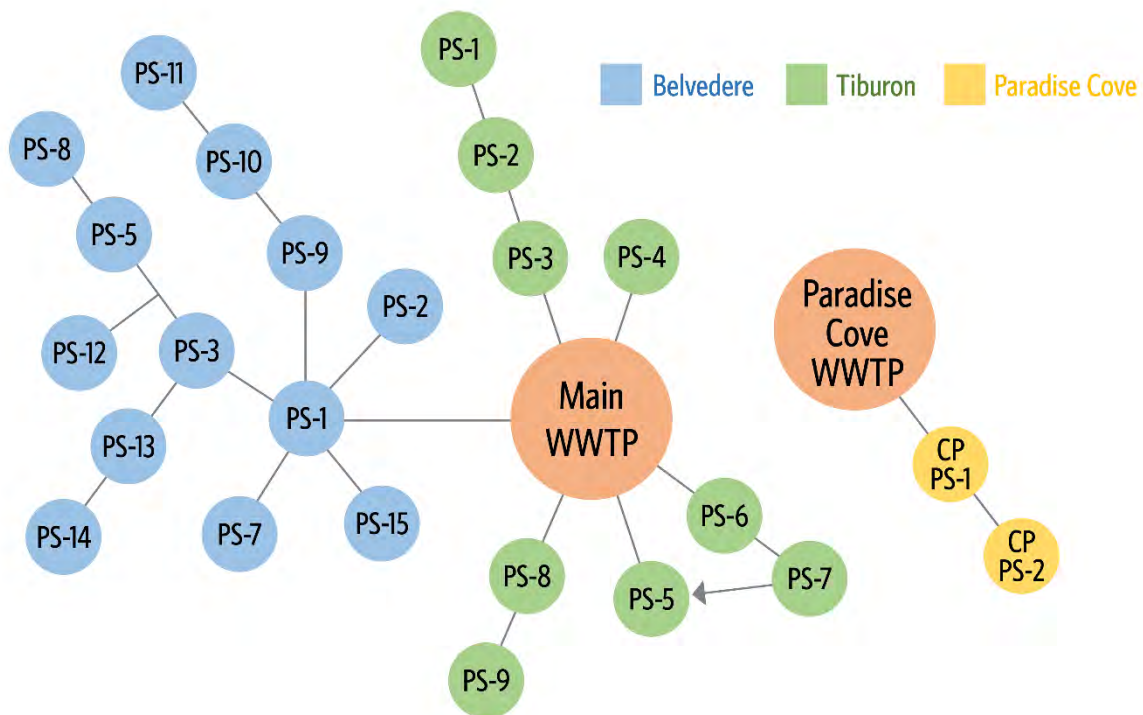 PS-1
PS-11
Belvedere
Tiburon
Paradise Cove
PS-8
PS-10
PS-2
PS-5
PS-9
PS-3
PS-4
PS-2
PS-12
PS-3
Paradise
Cove
WWTP
PS-1
Main
WWTP
PS-13
CP
PS-1
PS-14
PS-7
PS-15
PS-6
CP
PS-2
PS-8
PS-5
PS-7
PS-9